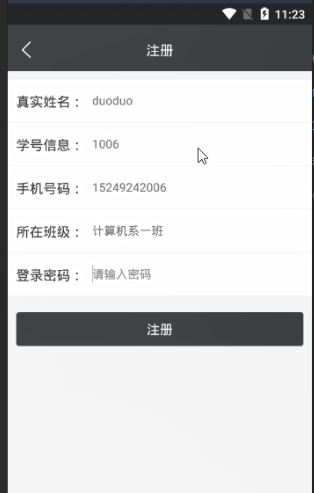 11:23
注册
真实姓名： duoduo
学号信息： 1006
手机号码： 15249242006
所在班级： 计算机系一班
登录密码： 请输入密码
注册